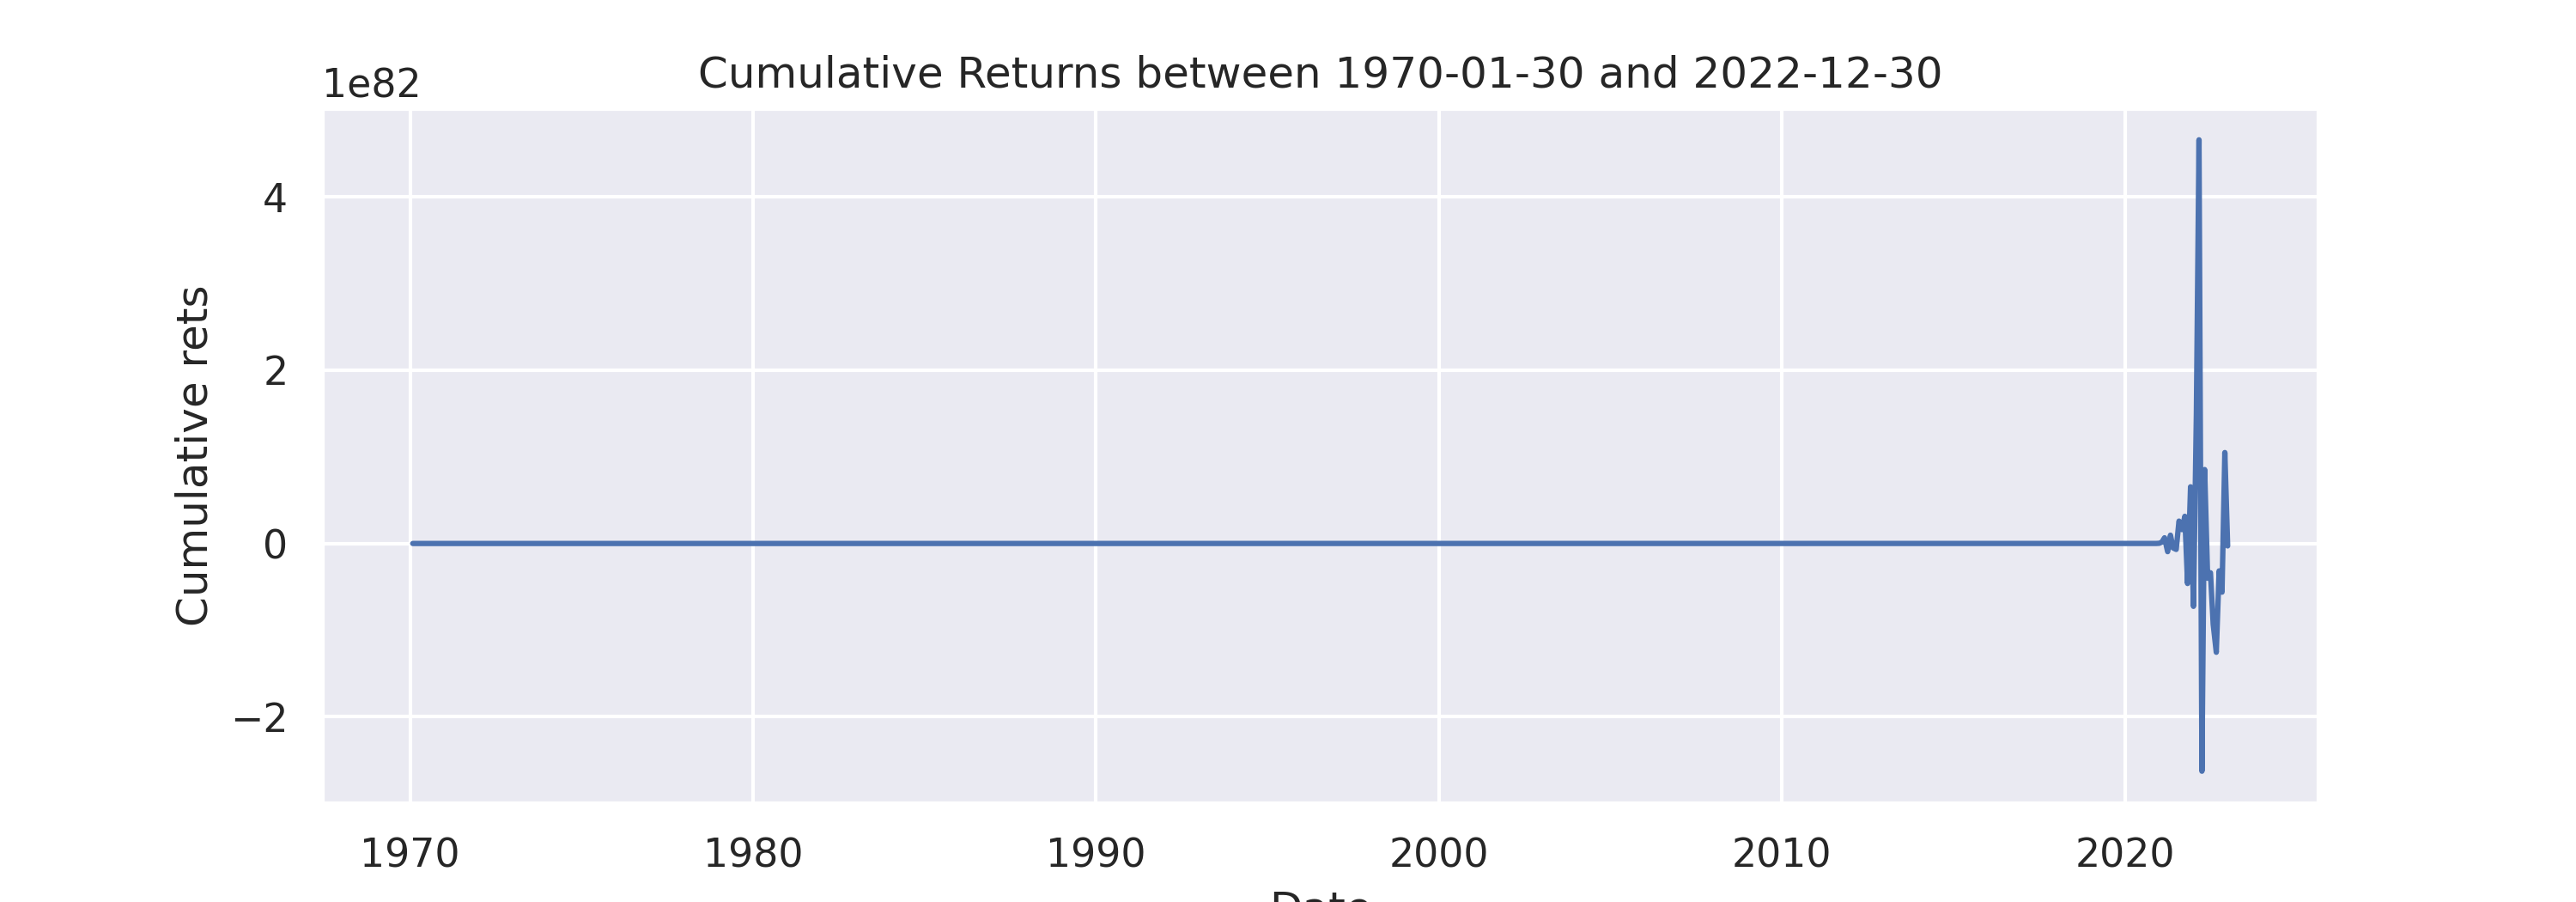 Cumulative Returns between 1970-01-30 and 2022-12-30
1e82
4
2
0
−2
Cumulative rets
1970 1980 1990 2000 2010 2020
Date